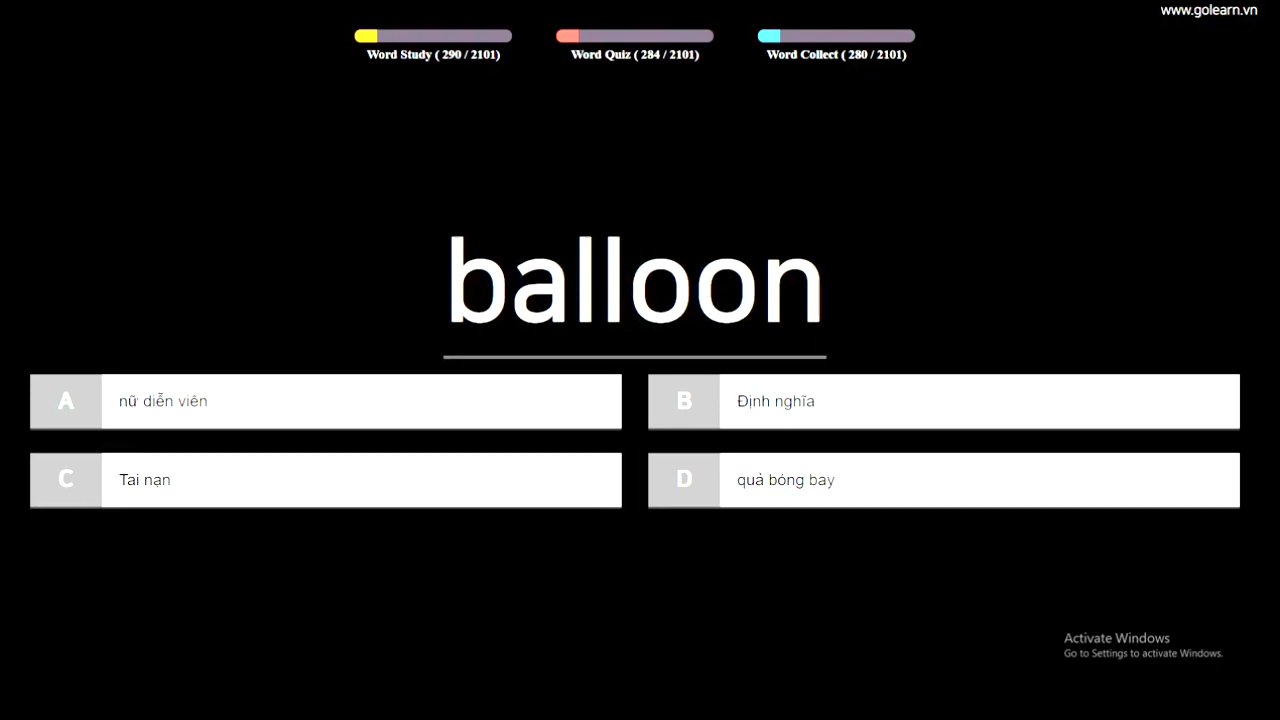 www.golearn.vn
Word Study ( 290 / 2101)
Word Quiz ( 284 / 2101)
Word Collect ( 280 / 2101)
balloon
A nữ diễn viên
B Định nghĩa
C Tai nạn
D quả bóng bay
Activate Windows
Go to Settings to activate Windows.